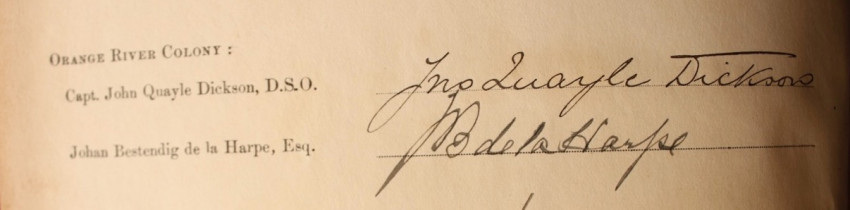 Orange River Colony :
Capt. John Quayle Dickson, D.S.O. Jno Quayle Dickson
Johan Bestendig de la Harpe, Esq. JB de la Harpe